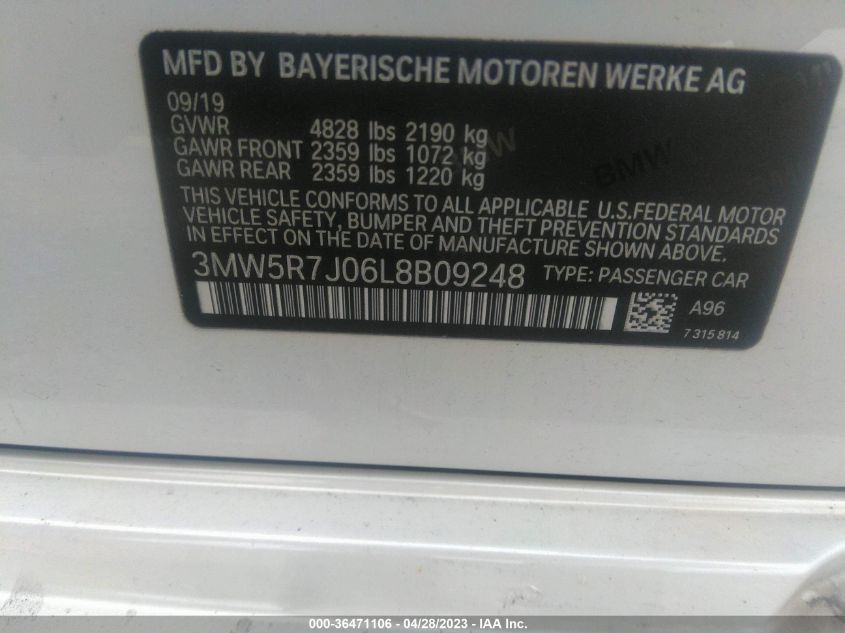 MFD BY BAYERISCHE MOTOREN WERKE AG
09/19
GVWR 4828 lbs 2190 kg
GAWR FRONT 2359 lbs 1072 kg
GAWR REAR 2359 lbs 1220 kg
THIS VEHICLE CONFORMS TO ALL APPLICABLE U.S.FEDERAL MOTOR
VEHICLE SAFETY, BUMPER AND THEFT PREVENTION STANDARDS
IN EFFECT ON THE DATE OF MANUFACTURE SHOWN ABOVE.
3MW5R7J06L8B09248 TYPE: PASSENGER CAR
A96
7 315 814
BMW
BMW
000-36471106 - 04/28/2023 - IAA Inc.